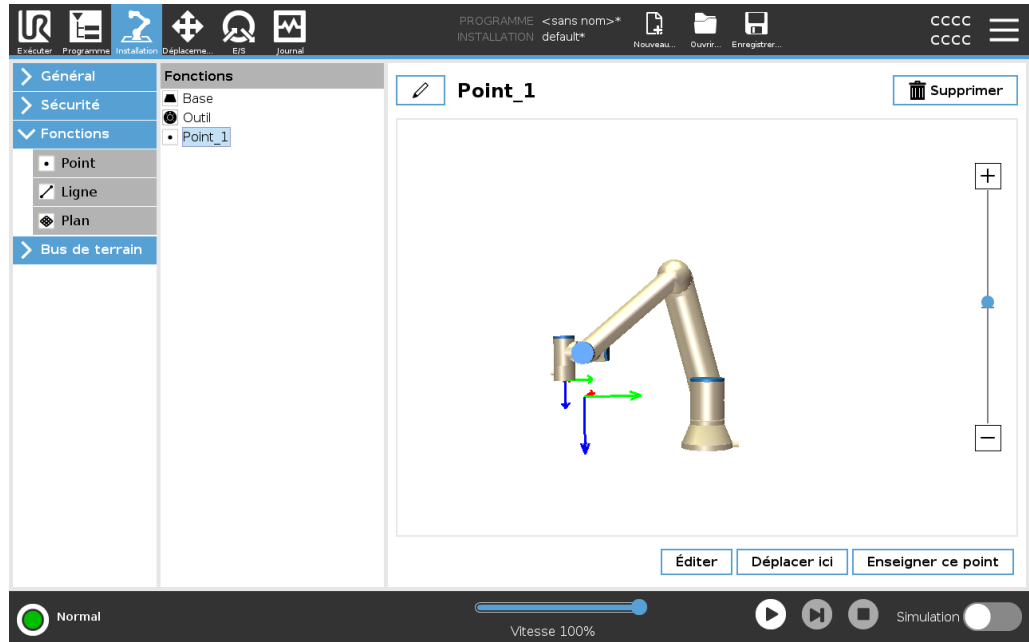 PROGRAMME <sans nom>*
INSTALLATION default*
CCCC
CCCC
Exécuter Programme Installation Déplaceme... E/S Journal
Nouveau... Ouvrir... Enregistrer...
Général
Sécurité
Fonctions
Point
Ligne
Plan
Bus de terrain
Fonctions
Base
Outil
Point_1
Point_1
Supprimer
Éditer
Déplacer ici
Enseigner ce point
Normal
Vitesse 100%
Simulation